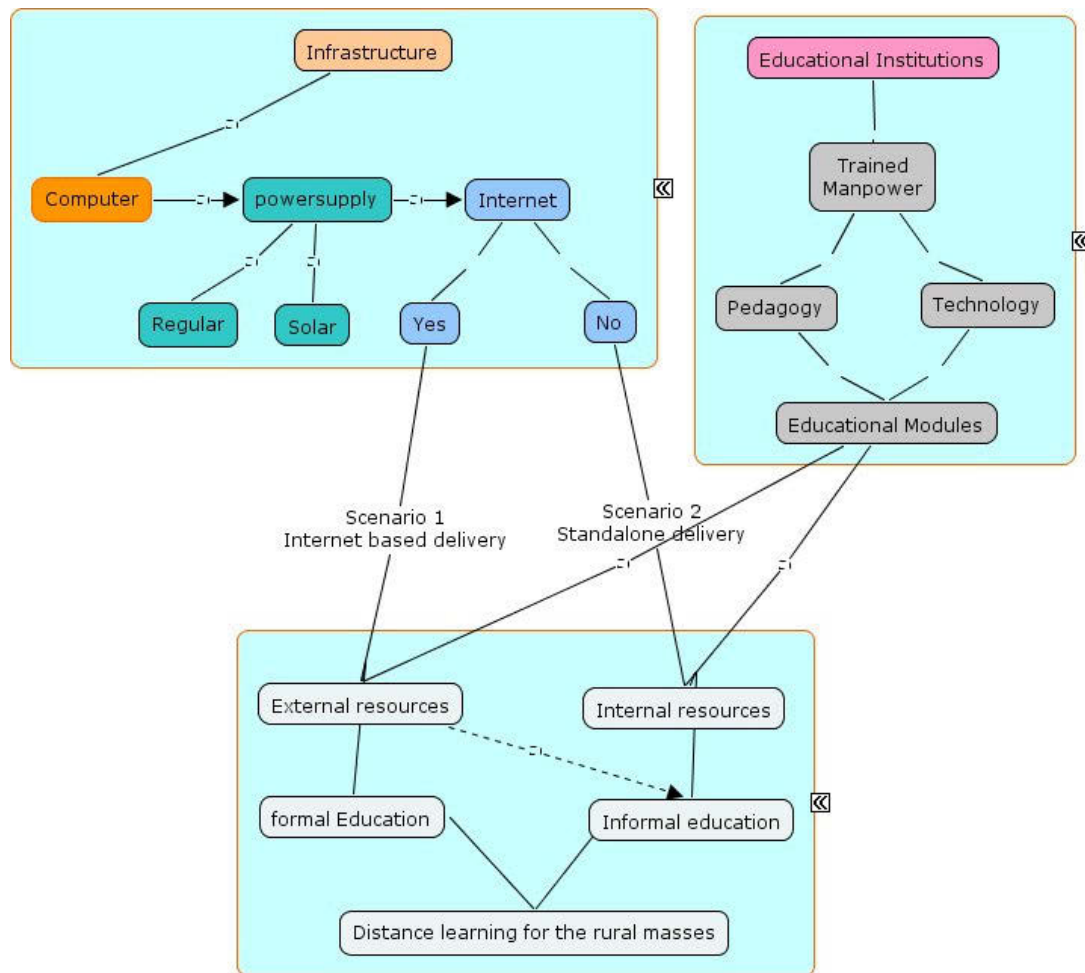 Infrastructure
Computer
powersupply
Internet
Regular
Solar
Yes
No
Educational Institutions
Trained
Manpower
Pedagogy
Technology
Educational Modules
Scenario 1
Internet based delivery
Scenario 2
Standalone delivery
External resources
Internal resources
formal Education
Informal education
Distance learning for the rural masses